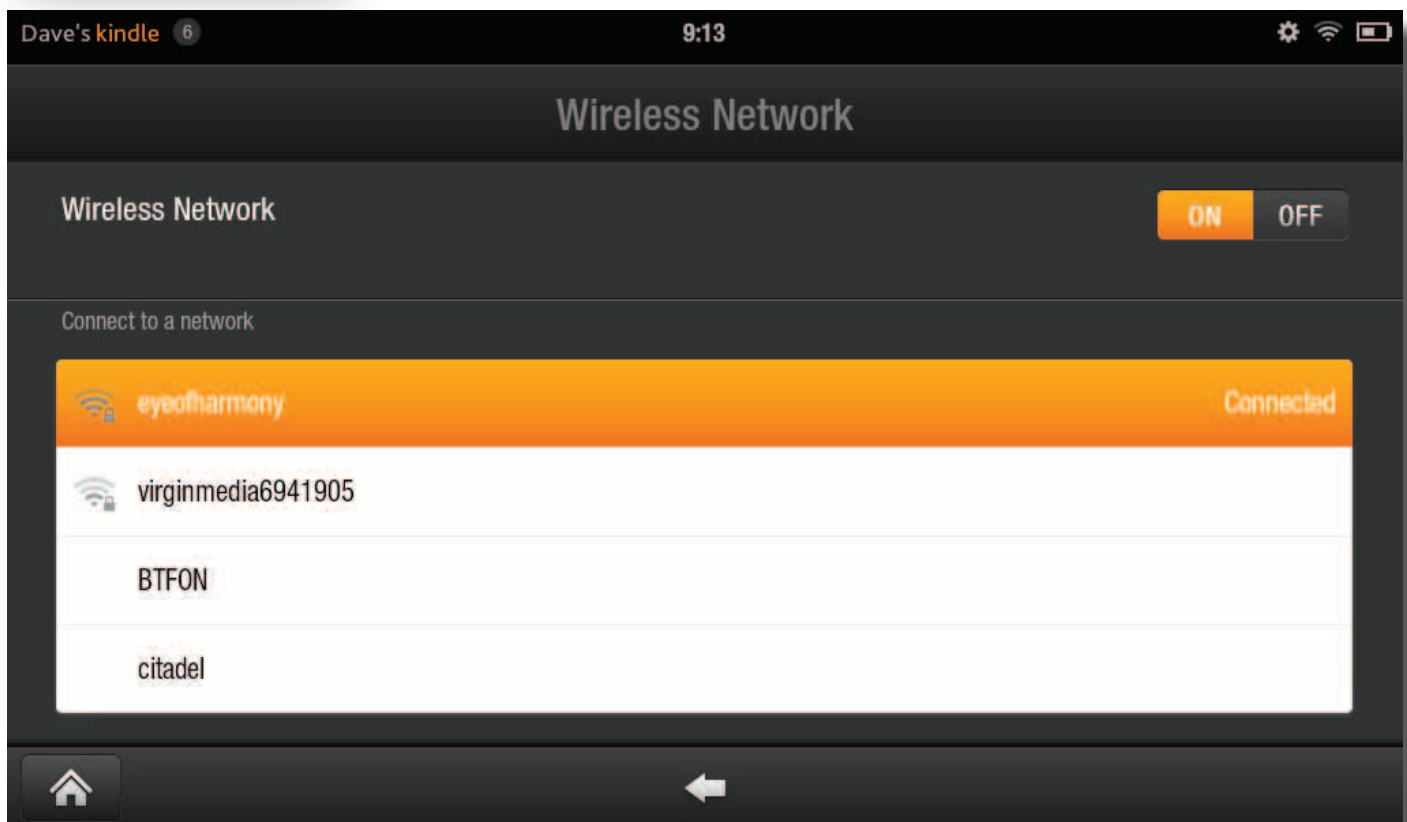 Dave's kindle 6 9:13
Wireless Network
Wireless Network ON OFF
Connect to a network
eyeofharmony Connected
virginmedia6941905
BTFON
citadel